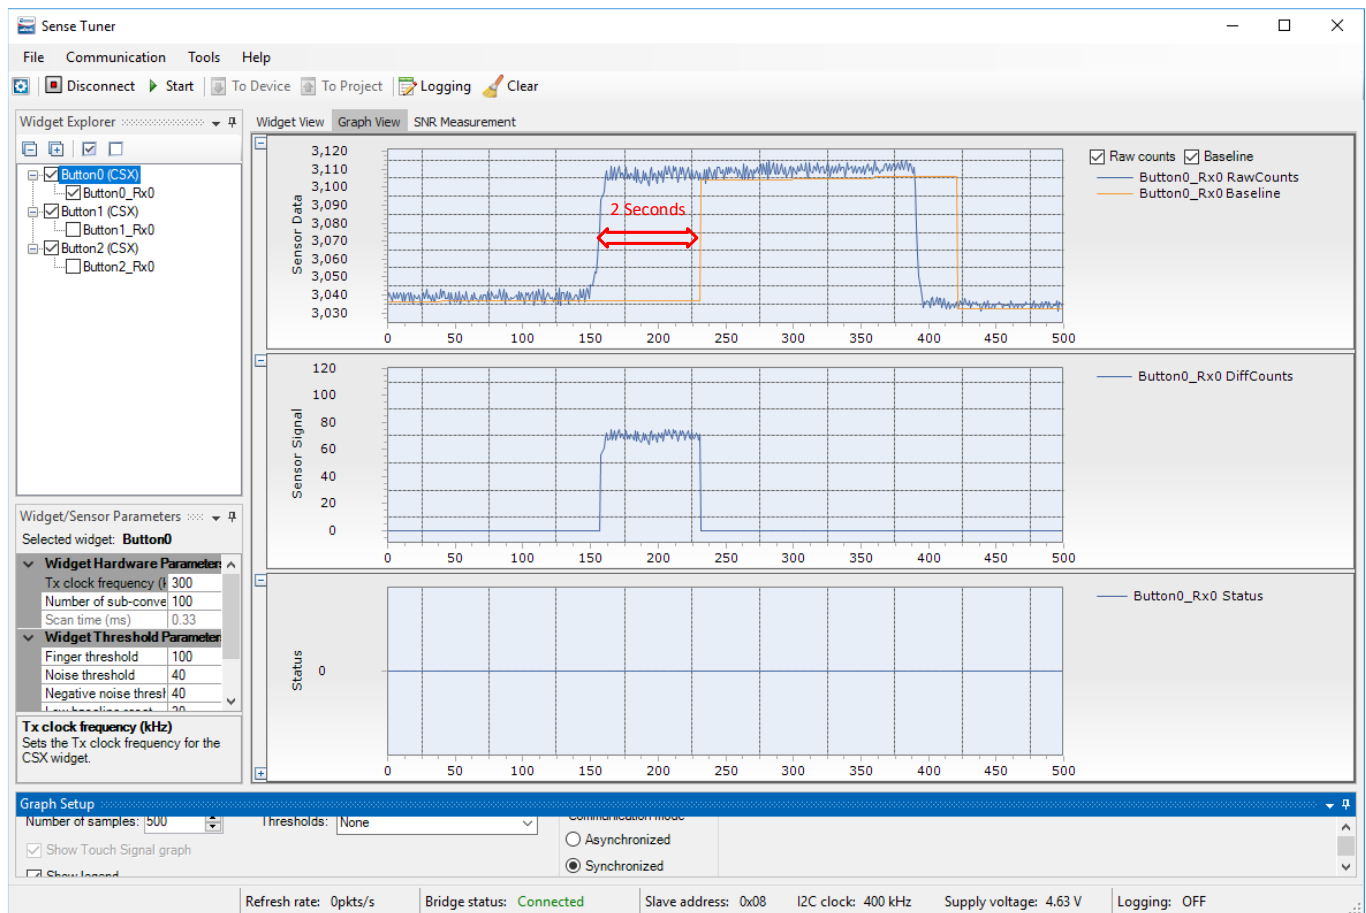 Sense Tuner
File Communication Tools Help
Disconnect Start To Device To Project Logging Clear
Widget Explorer
Button0 (CSX)
Button0_Rx0
Button1 (CSX)
Button1_Rx0
Button2 (CSX)
Button2_Rx0
Widget/Sensor Parameters
Selected widget: Button0
Widget Hardware Parameter
Tx clock frequency (k 300
Number of sub-conve 100
Scan time (ms) 0.33
Widget Threshold Parameter
Finger threshold 100
Noise threshold 40
Negative noise thresh 40
Low baseline reset 30
Tx clock frequency (kHz)
Sets the Tx clock frequency for the
CSX widget.
Widget View Graph View SNR Measurement
Sensor Data
3,120
3,110
3,100
3,090
3,080
3,070
3,060
3,050
3,040
3,030
2 Seconds
0 50 100 150 200 250 300 350 400 450 500
Raw counts Baseline
Button0_Rx0 RawCounts
Button0_Rx0 Baseline
Sensor Signal
120
100
80
60
40
20
0
0 50 100 150 200 250 300 350 400 450 500
Button0_Rx0 DiffCounts
Status
0
0 50 100 150 200 250 300 350 400 450 500
Button0_Rx0 Status
Graph Setup
Number of samples: 500 Thresholds: None Communication mode
Show Touch Signal graph Asynchronized
Show legend Synchronized
Refresh rate: 0pkts/s Bridge status: Connected Slave address: 0x08 I2C clock: 400 kHz Supply voltage: 4.63 V Logging: OFF